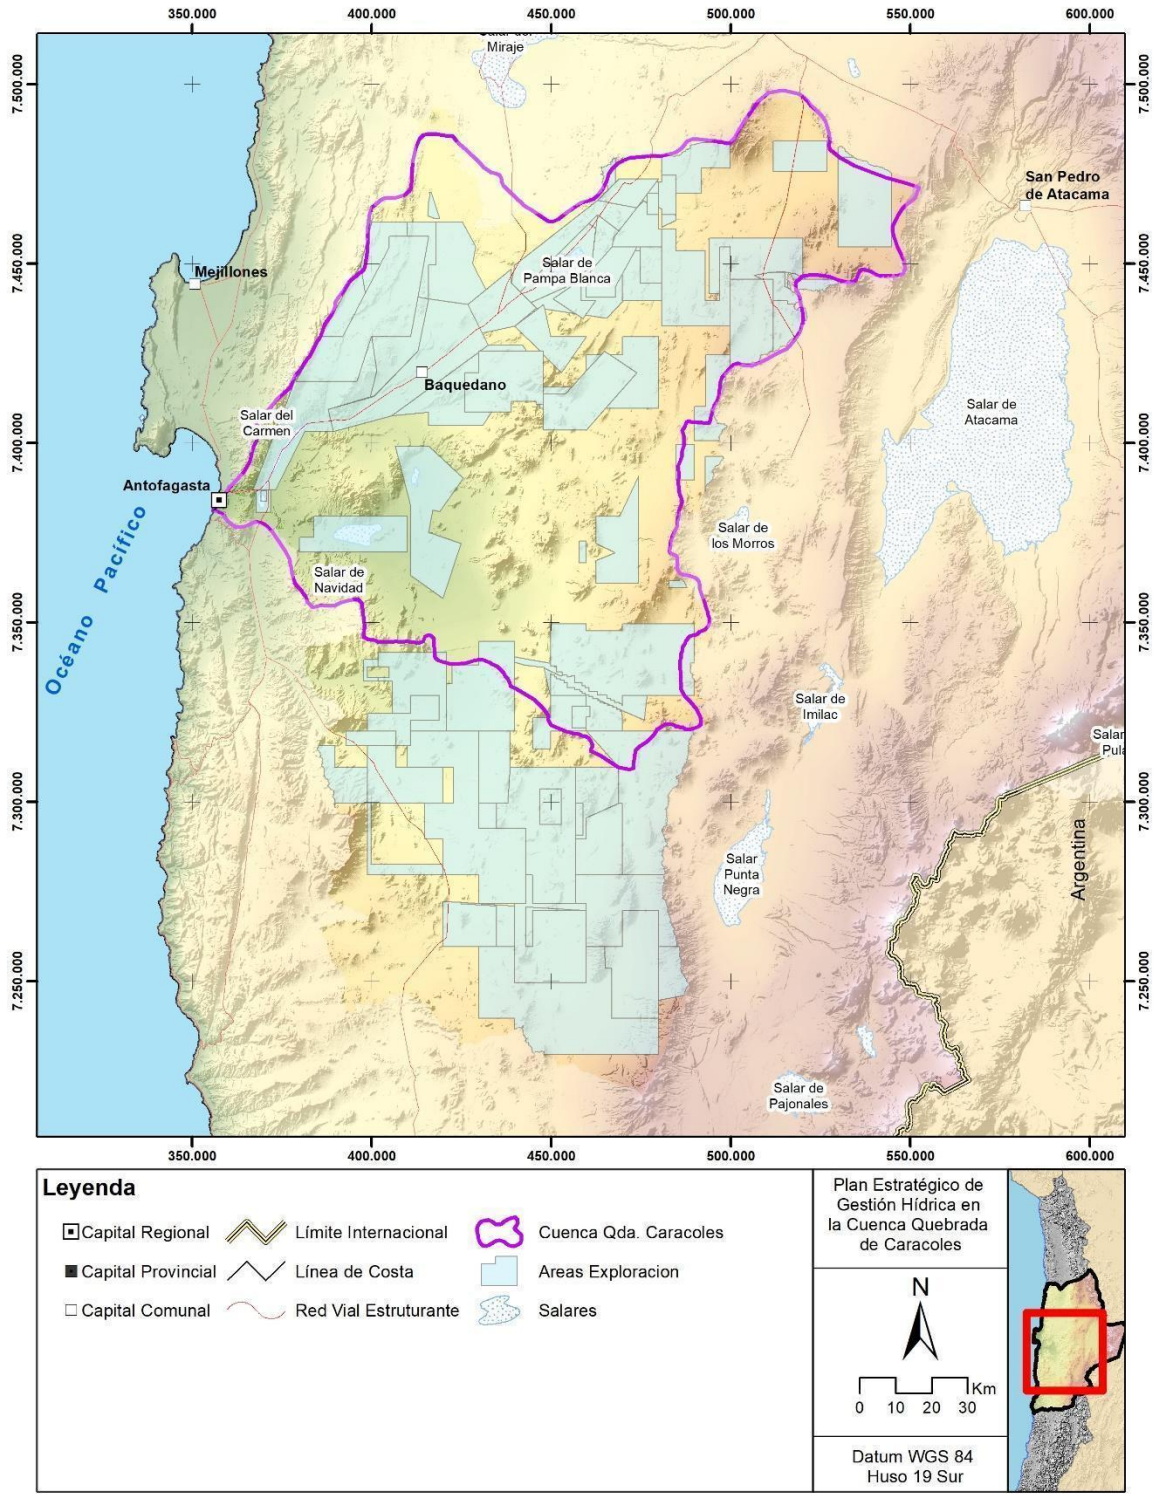 350.000
400.000
450.000
500.000
550.000
600.000
Miraje
7.500.000
7.500.000
San Pedro
de Atacama
7.450.000
7.450.000
Mejillones
Salar de
Pampa Blanca
Baquedano
Salar del
Carmen
Salar de
Atacama
7.400.000
7.400.000
Antofagasta
Salar de
los Morros
Océano Pacífico
Salar de
Navidad
7.350.000
7.350.000
Salar de
Imilac
Salar
7.300.000
7.300.000
Argentina
Salar
Punta
Negra
7.250.000
7.250.000
Salar de
Pajonales
350.000
400.000
450.000
500.000
550.000
600.000
Leyenda
Capital Regional
Límite Internacional
Cuenca Qda. Caracoles
Capital Provincial
Línea de Costa
Areas Exploracion
Capital Comunal
Red Vial Estruturante
Salares
Plan Estratégico de
Gestión Hídrica en
la Cuenca Quebrada
de Caracoles
N
Km
0 10 20 30
Datum WGS 84
Huso 19 Sur